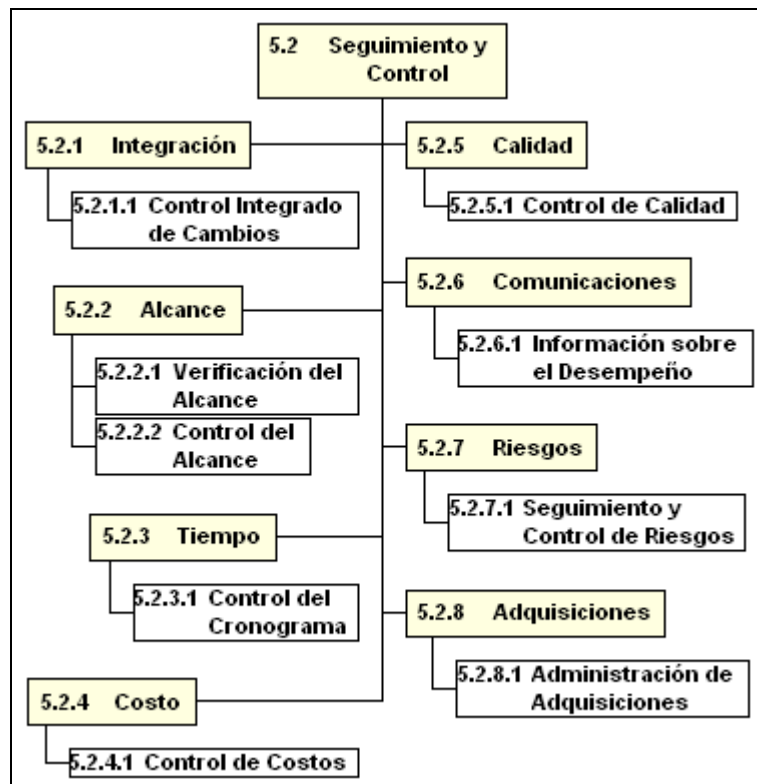 5.2 Seguimiento y
Control
5.2.1 Integración
5.2.1.1 Control Integrado
de Cambios
5.2.2 Alcance
5.2.2.1 Verificación del
Alcance
5.2.2.2 Control del
Alcance
5.2.3 Tiempo
5.2.3.1 Control del
Cronograma
5.2.4 Costo
5.2.4.1 Control de Costos
5.2.5 Calidad
5.2.5.1 Control de Calidad
5.2.6 Comunicaciones
5.2.6.1 Información sobre
el Desempeño
5.2.7 Riesgos
5.2.7.1 Seguimiento y
Control de Riesgos
5.2.8 Adquisiciones
5.2.8.1 Administración de
Adquisiciones